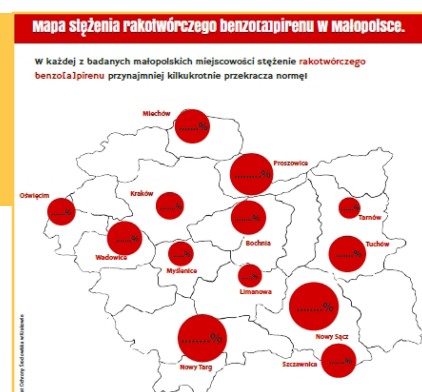 Mapa stężenia rakotwórczego benzo[a]pirenu w Małopolsce.
W każdej z badanych małopolskich miejscowości stężenie rakotwórczego
benzo[a]pirenu przynajmniej kilkukrotnie przekracza normę!
Miechów
.......%
Proszowice
........%
Oświęcim
....%
Kraków
.....%
Tarnów
....%
Bochnia
......%
Wadowice
.....%
Myślenice
....%
Tuchów
.....%
Limanowa
....%
Nowy Sącz
........%
Nowy Targ
........%
Szczawnica
.....%